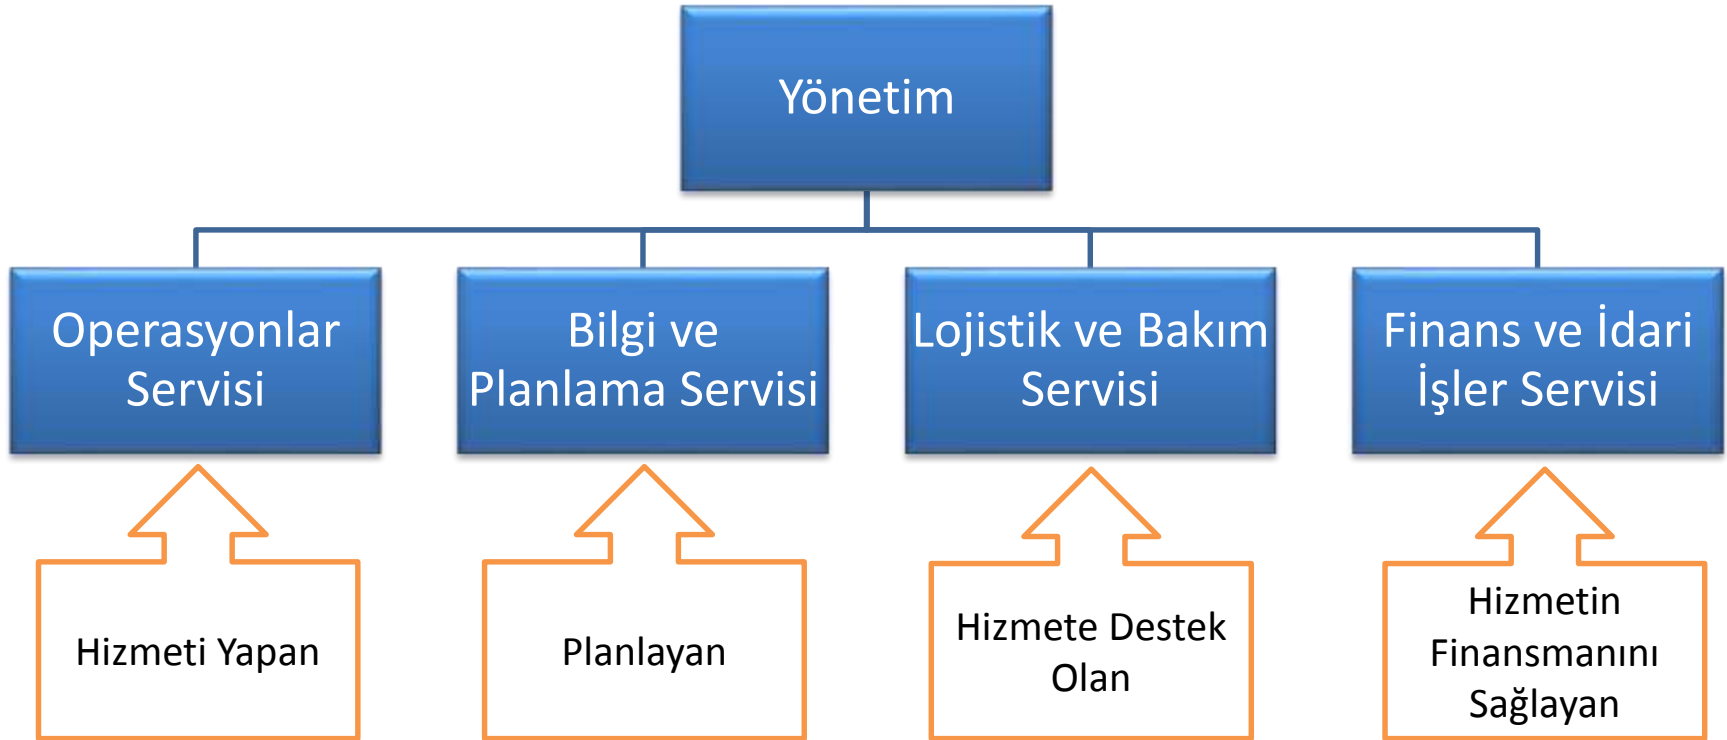 Yönetim
Operasyonlar
Servisi
Bilgi ve
Planlama Servisi
Lojistik ve Bakım
Servisi
Finans ve İdari
İşler Servisi
Hizmeti Yapan
Planlayan
Hizmete Destek
Olan
Hizmetin
Finansmanını
Sağlayan